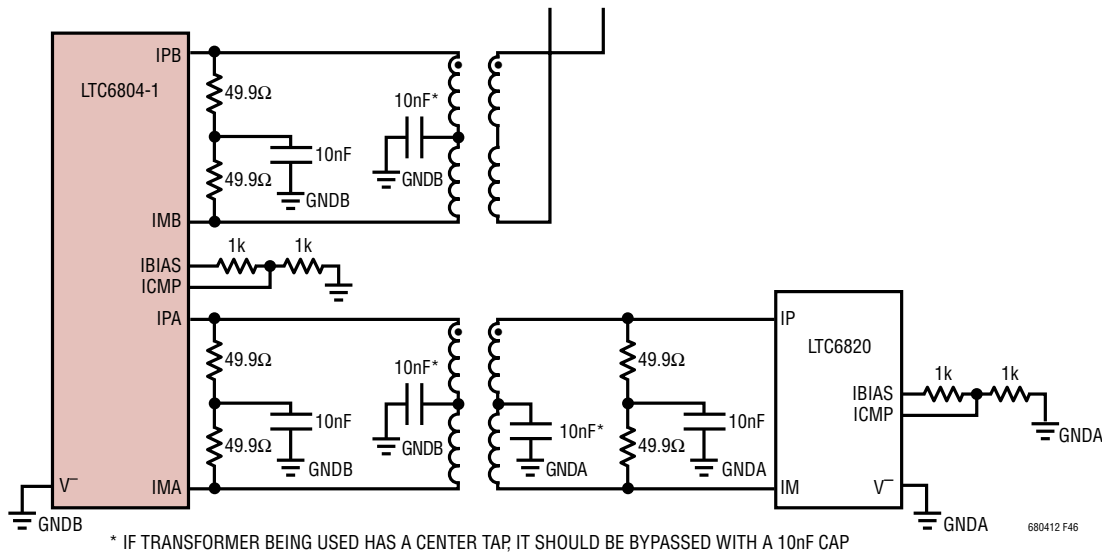 IPB
LTC6804-1
49.9Ω
10nF*
10nF
GNDB
49.9Ω
GNDB
IMB
1k
1k
IBIAS
ICMP
IPA
IP
LTC6820
49.9Ω
10nF*
49.9Ω
1k
1k
IBIAS
ICMP
10nF
GNDB
10nF*
10nF
GNDA
49.9Ω
GNDB
GNDA
49.9Ω
GNDA
IMA
IM
V–
V–
GNDB
GNDA
680412 F46
* IF TRANSFORMER BEING USED HAS A CENTER TAP, IT SHOULD BE BYPASSED WITH A 10nF CAP